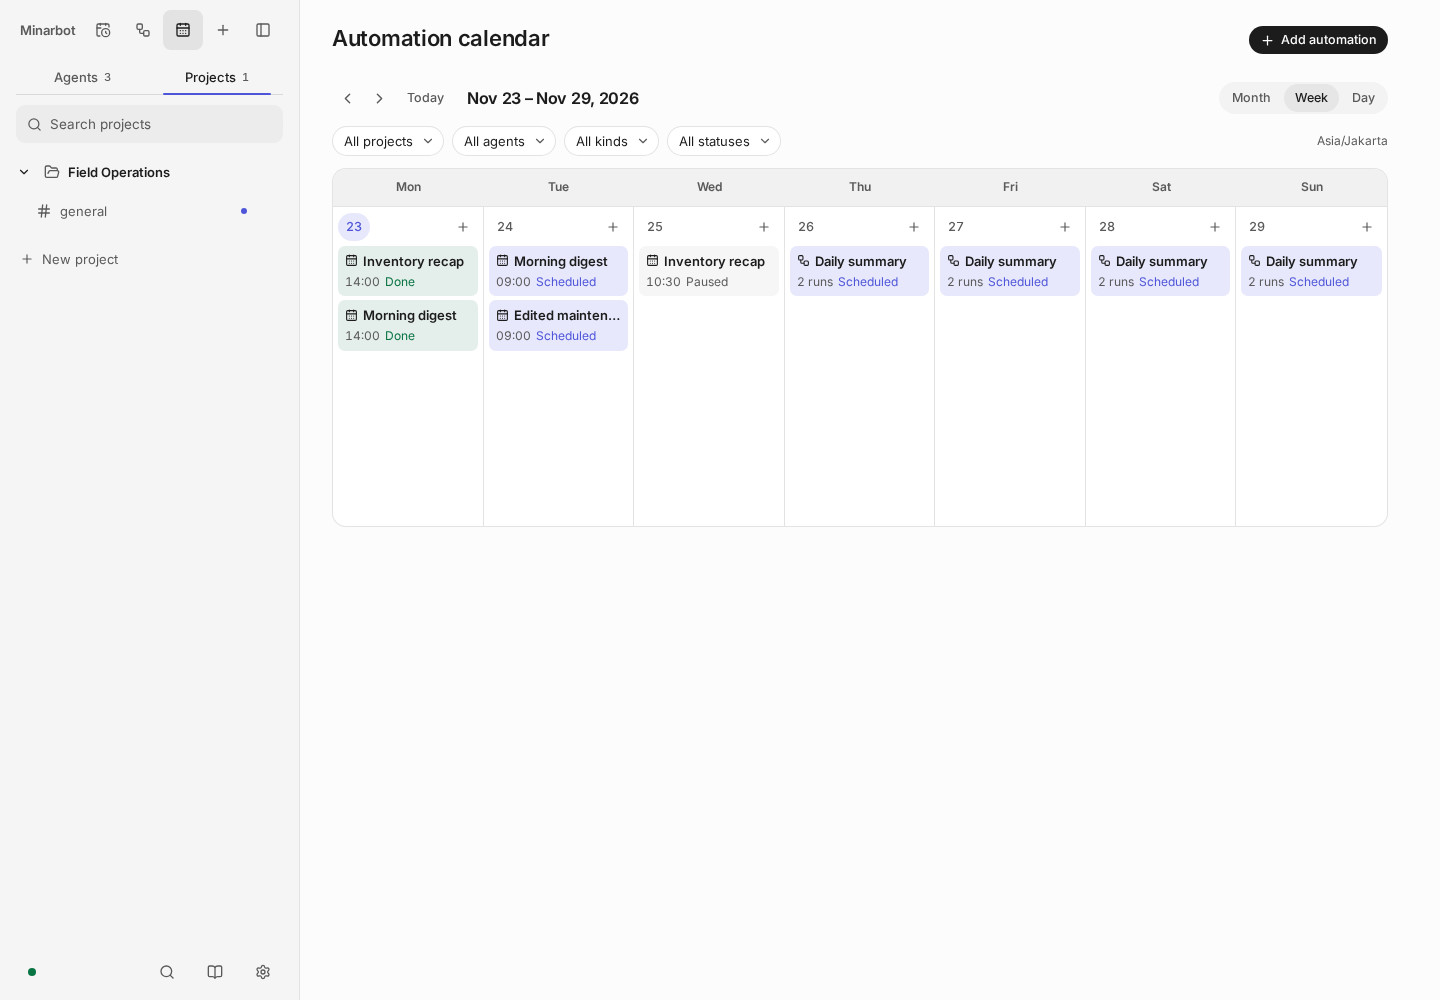 Minarbot
Agents 3
Projects 1
Search projects
Field Operations
general
New project
Automation calendar
Add automation
Today
Nov 23 – Nov 29, 2026
Month Week Day
All projects All agents All kinds All statuses
Asia/Jakarta
Mon Tue Wed Thu Fri Sat Sun
23
Inventory recap
14:00 Done
Morning digest
14:00 Done
24
Morning digest
09:00 Scheduled
Edited mainten...
09:00 Scheduled
25
Inventory recap
10:30 Paused
26
Daily summary
2 runs Scheduled
27
Daily summary
2 runs Scheduled
28
Daily summary
2 runs Scheduled
29
Daily summary
2 runs Scheduled